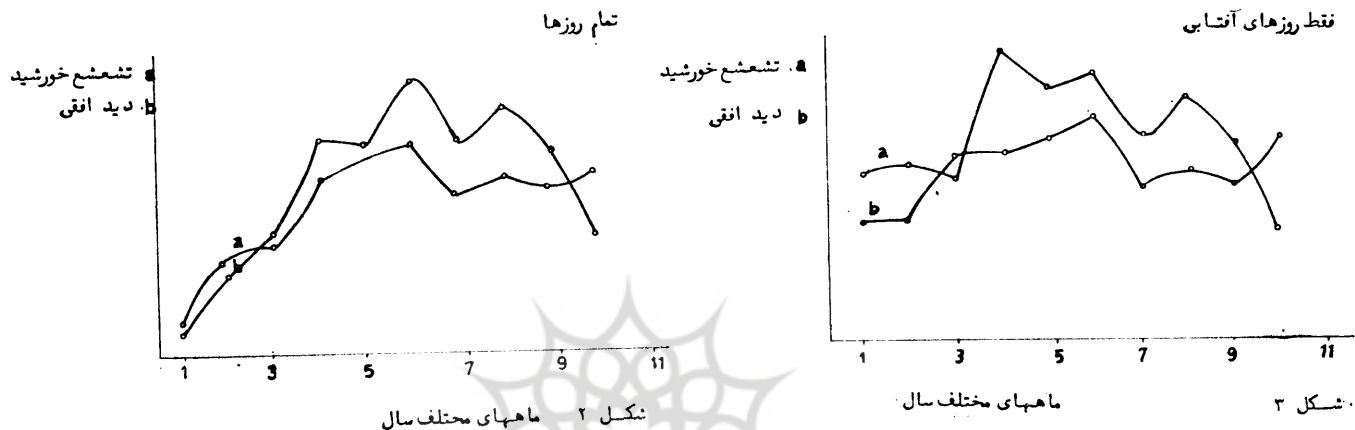 تمام روزها
a تشعشع خورشید
b. دید افقی
a
b
1 3 5 7 9 11
شکل ۲ ماههای مختلف سال
فقط روزهای آفتابی
a. تشعشع خورشید
b دید افقی
a
b
1 3 5 7 9 11
شکل ۳ ماههای مختلف سال